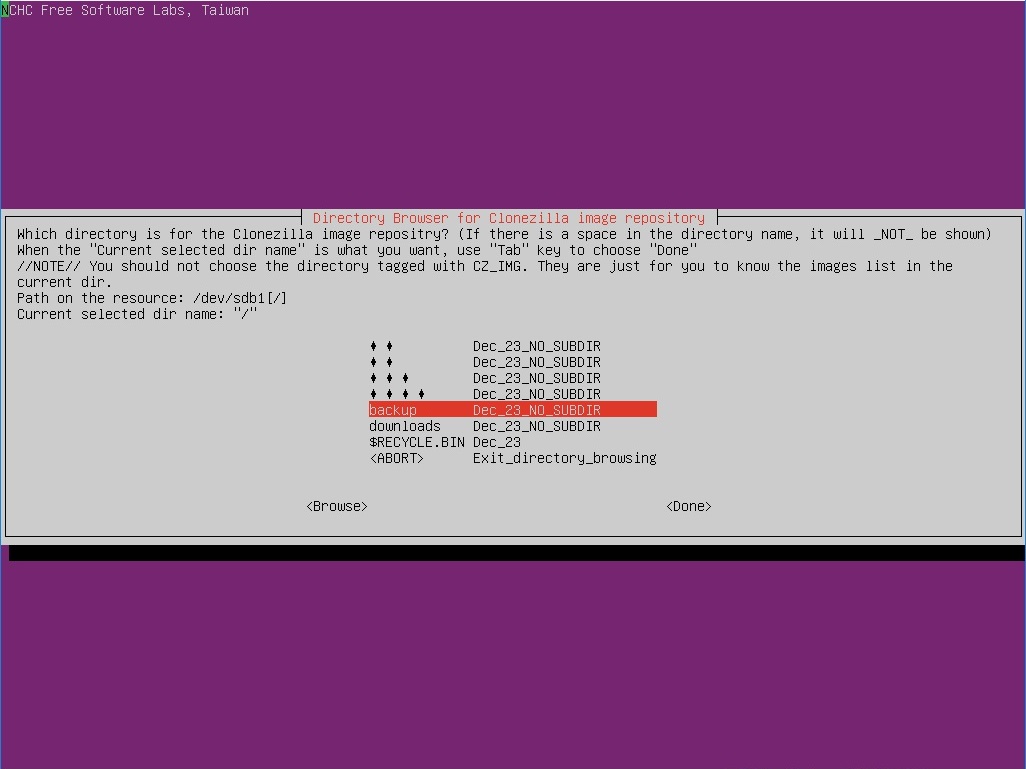 NCHC Free Software Labs, Taiwan
Directory Browser for Clonezilla image repository
Which directory is for the Clonezilla image repositry? (If there is a space in the directory name, it will _NOT_ be shown)
When the "Current selected dir name" is what you want, use "Tab" key to choose "Done"
//NOTE// You should not choose the directory tagged with CZ_IMG. They are just for you to know the images list in the
current dir.
Path on the resource: /dev/sdb1[/]
Current selected dir name: "/"
♦ ♦ Dec_23_NO_SUBDIR
♦ ♦ Dec_23_NO_SUBDIR
♦ ♦ ♦ Dec_23_NO_SUBDIR
♦ ♦ ♦ ♦ Dec_23_NO_SUBDIR
backup Dec_23_NO_SUBDIR
downloads Dec_23_NO_SUBDIR
$RECYCLE.BIN Dec_23
<ABORT> Exit_directory_browsing
<Browse> <Done>